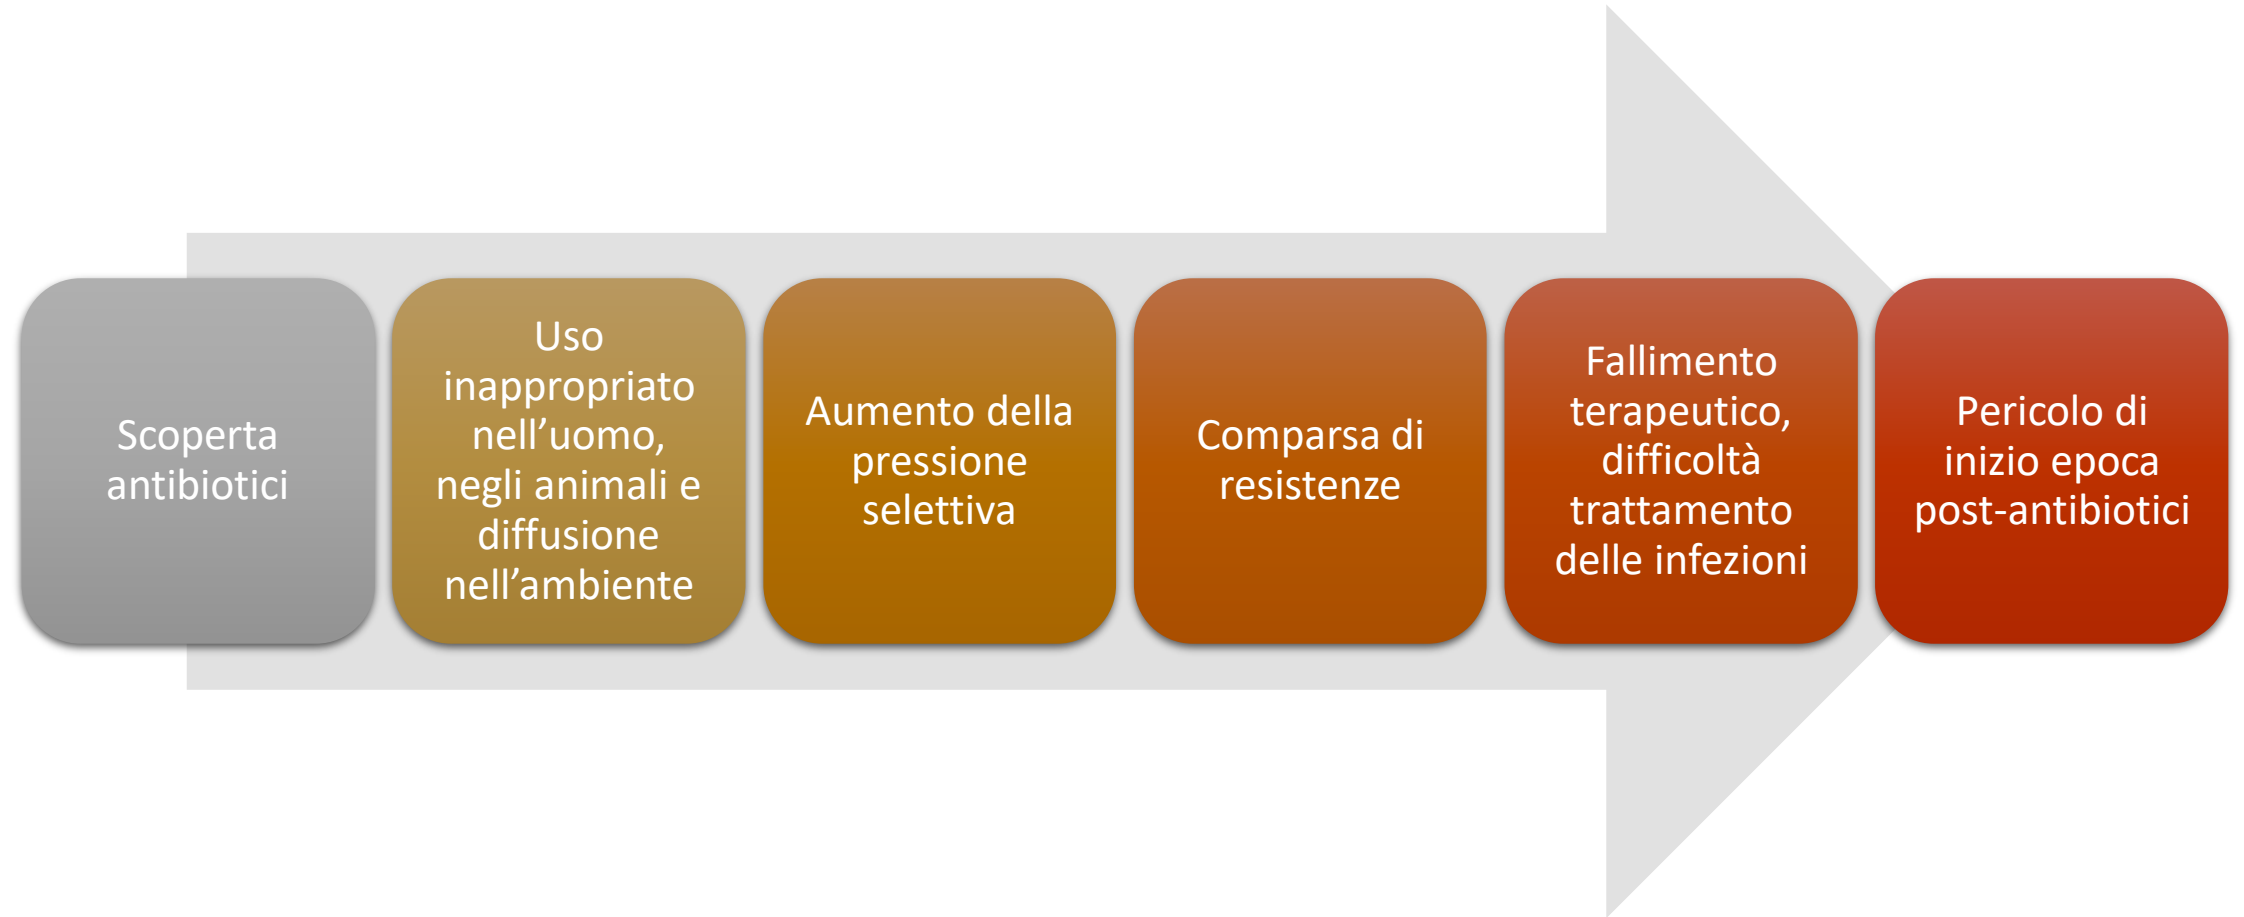 Scoperta
antibiotici
Uso
inappropriato
nell’uomo,
negli animali e
diffusione
nell’ambiente
Aumento della
pressione
selettiva
Comparsa di
resistenze
Fallimento
terapeutico,
difficoltà
trattamento
delle infezioni
Pericolo di
inizio epoca
post-antibiotici